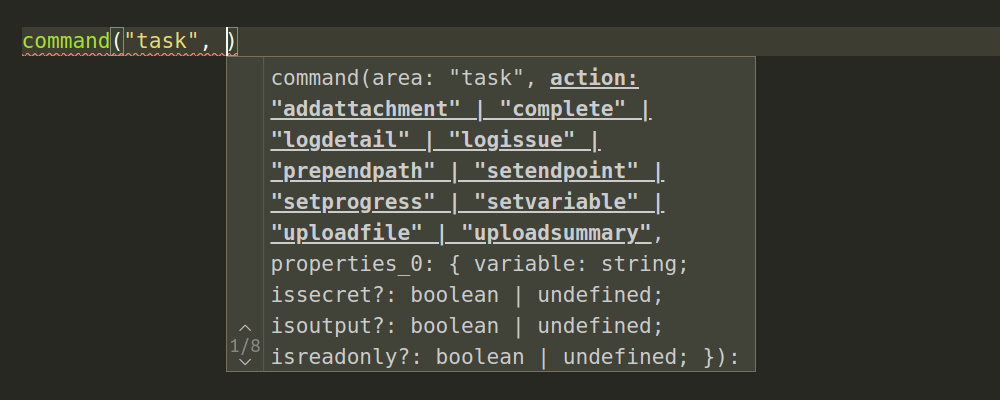 command("task", )
command(area: "task", action:
"addattachment" | "complete" |
"logdetail" | "logissue" |
"prependpath" | "setendpoint" |
"setprogress" | "setvariable" |
"uploadfile" | "uploadsummary",
properties_0: { variable: string;
issecret?: boolean | undefined;
isoutput?: boolean | undefined;
1/8
isreadonly?: boolean | undefined; }):